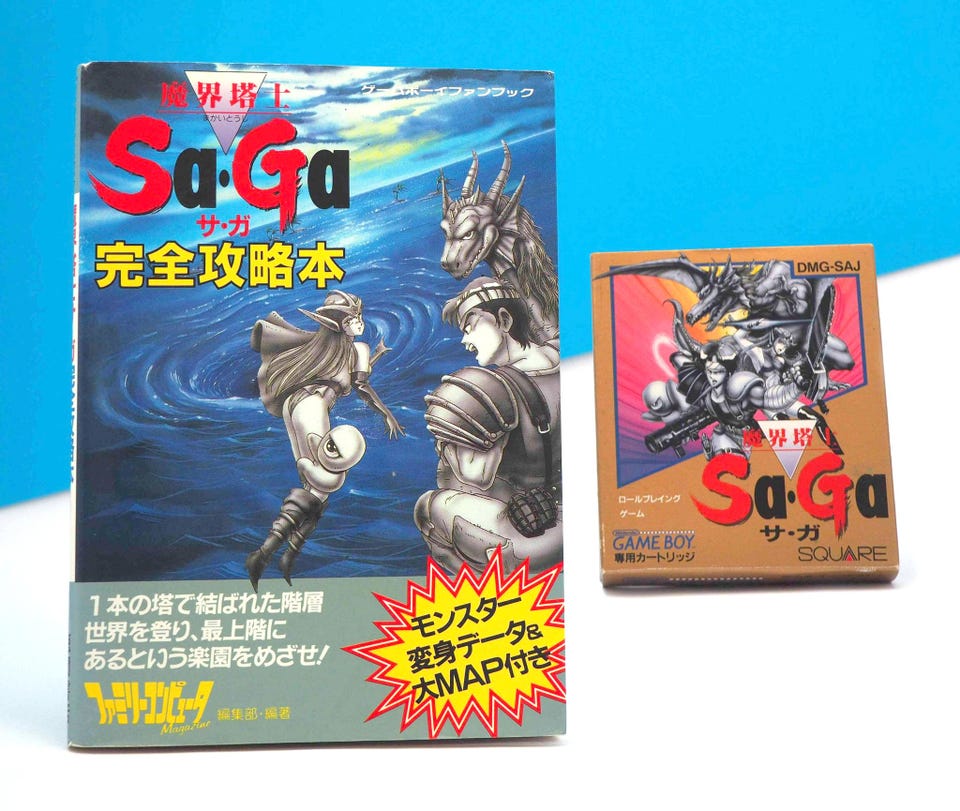 魔界塔士
まかいとうし
ゲームボーイファンブック
Sa・Ga
サ・ガ
完全攻略本
1本の塔で結ばれた階層
世界を登り、最上階に
あるという楽園をめざせ!
ファミリーコンピュータ
Magazine
編集部・編著
モンスター
変身データ&
大MAP付き
DMG-SAJ
魔界塔士
Sa・Ga
サ・ガ
ロールプレイング
ゲーム
GAME BOY
専用カートリッジ
SQUARE